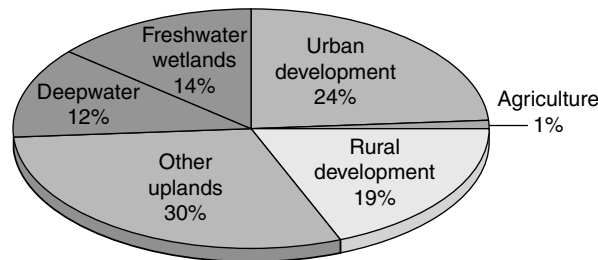 Freshwater
wetlands
14%
Urban
development
24%
Deepwater
12%
Agriculture
1%
Other
uplands
30%
Rural
development
19%